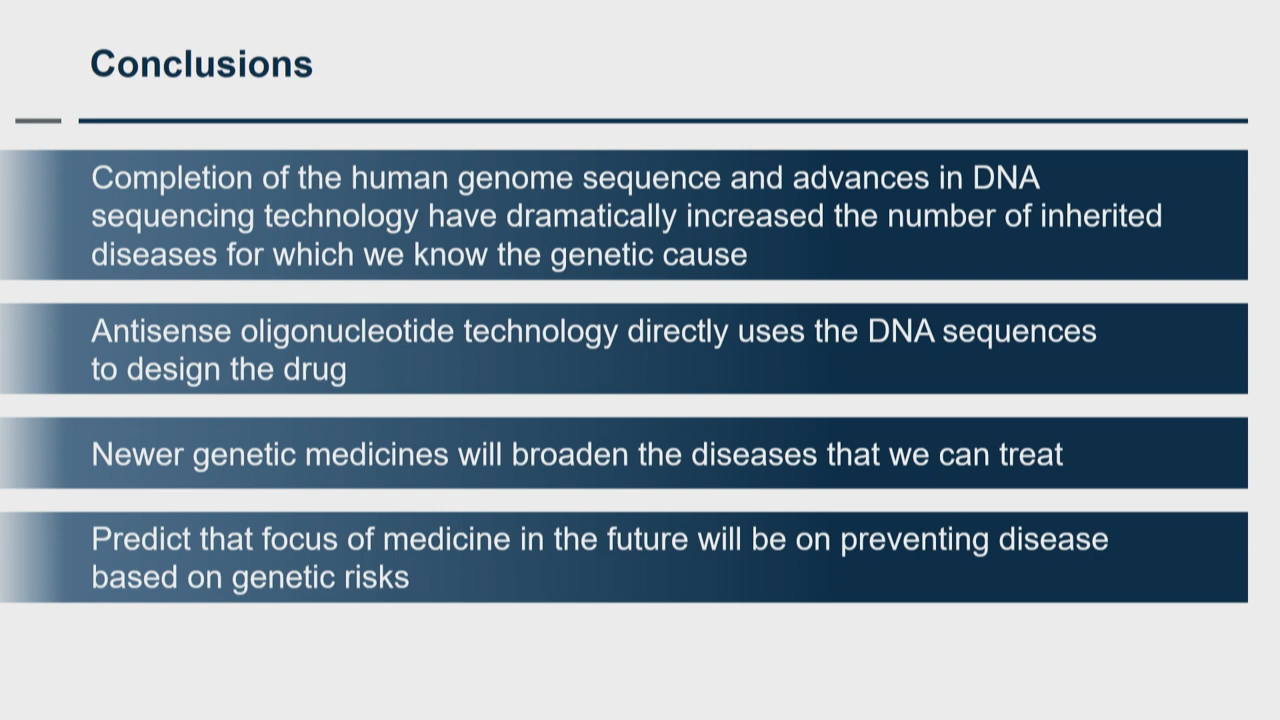 Conclusions
Completion of the human genome sequence and advances in DNA
sequencing technology have dramatically increased the number of inherited
diseases for which we know the genetic cause
Antisense oligonucleotide technology directly uses the DNA sequences
to design the drug
Newer genetic medicines will broaden the diseases that we can treat
Predict that focus of medicine in the future will be on preventing disease
based on genetic risks